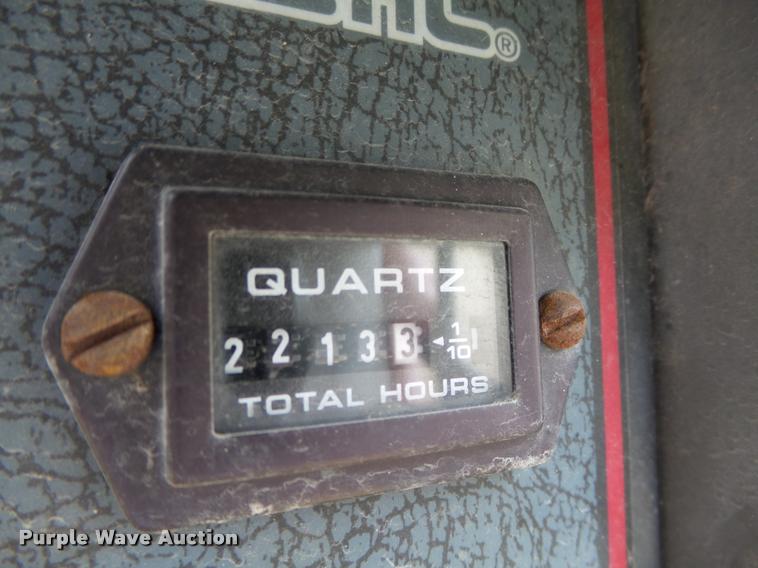 ®
QUARTZ
2 2 1 3 3 ◂ 1/10
TOTAL HOURS
Purple Wave Auction